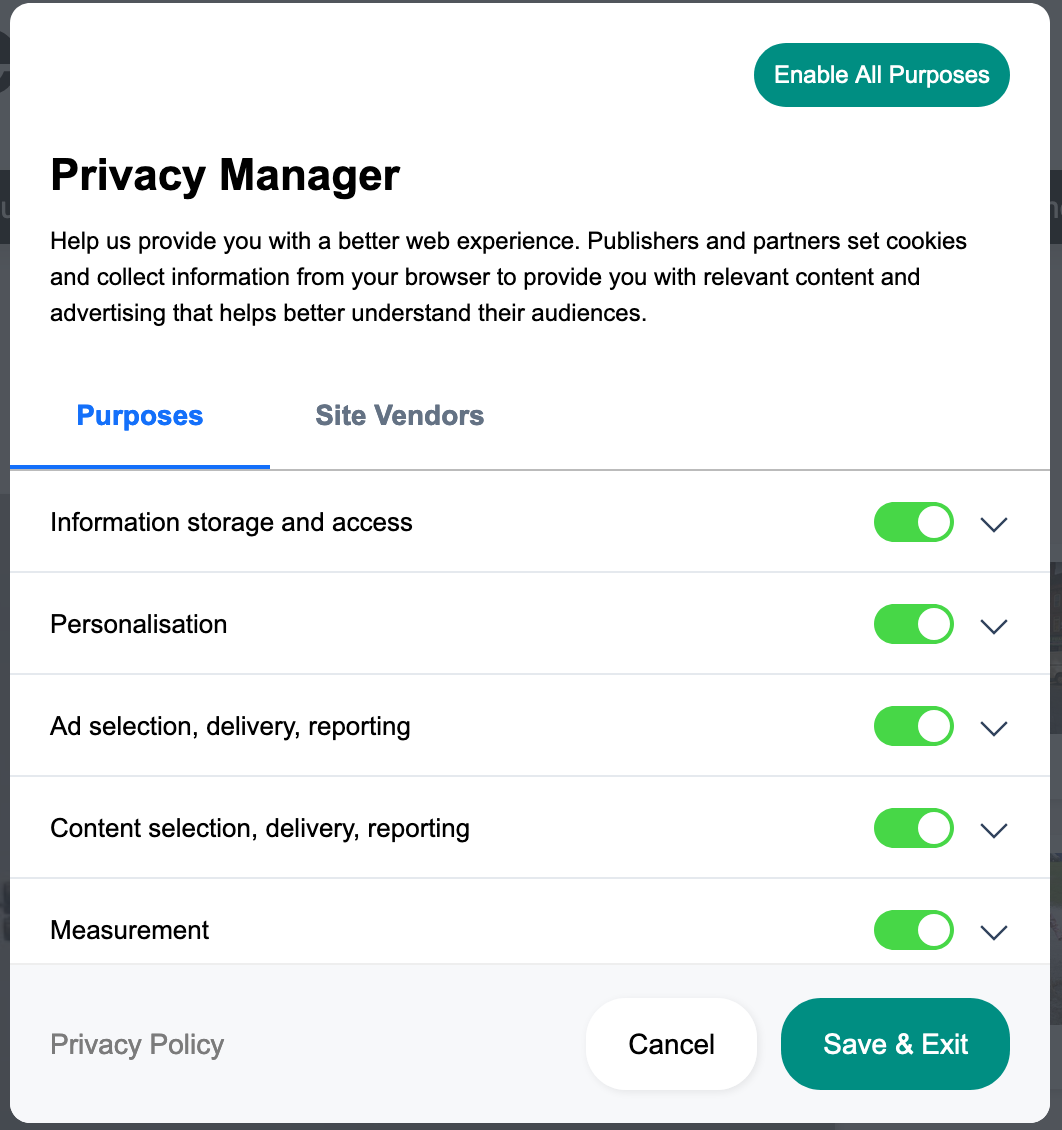 Enable All Purposes
Privacy Manager
Help us provide you with a better web experience. Publishers and partners set cookies
and collect information from your browser to provide you with relevant content and
advertising that helps better understand their audiences.
Purposes
Site Vendors
Information storage and access
Personalisation
Ad selection, delivery, reporting
Content selection, delivery, reporting
Measurement
Privacy Policy
Cancel
Save & Exit